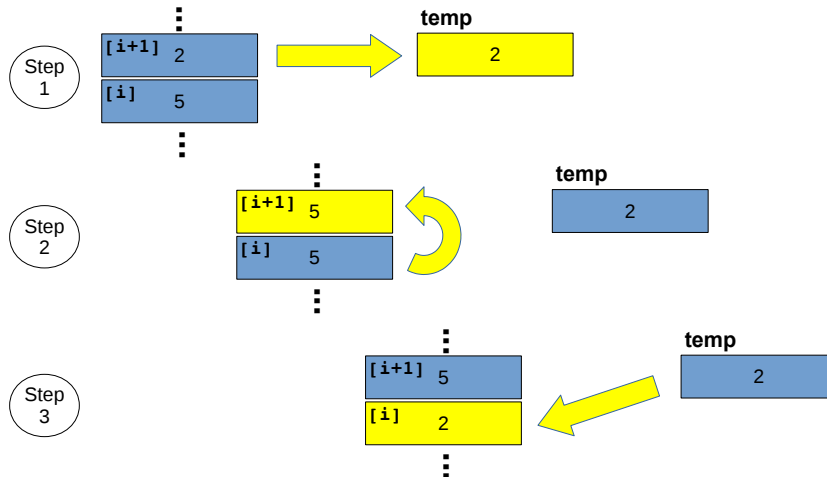 temp
[i+1] 2
2
Step
1
[i] 5
temp
[i+1] 5
2
Step
2
[i] 5
temp
[i+1] 5
2
Step
3
[i] 2